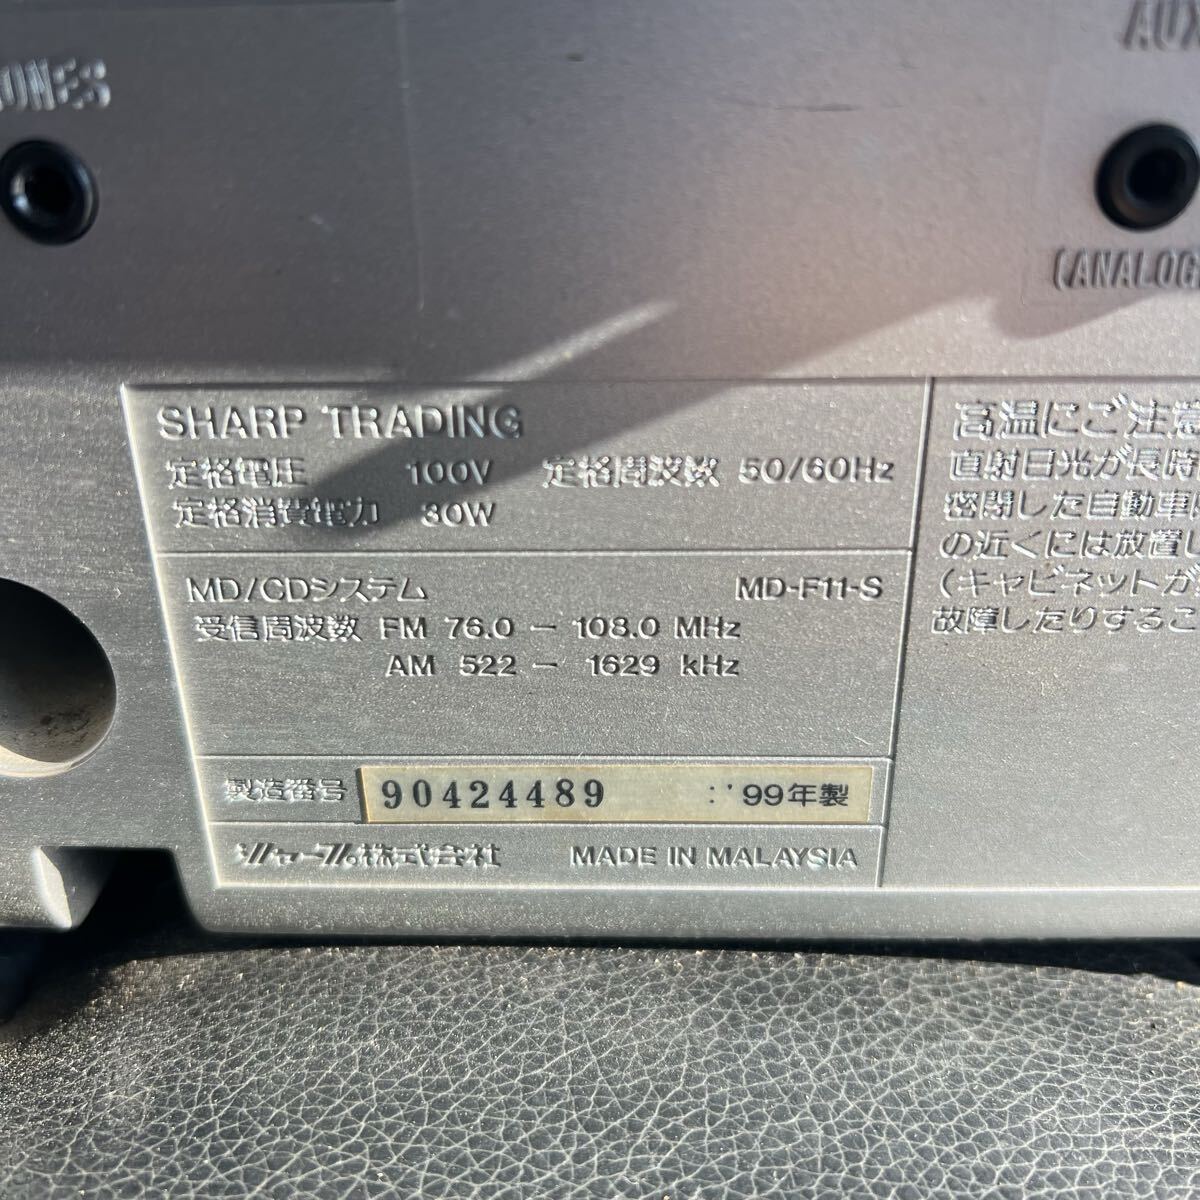 ONES
AUX
(ANALOG
SHARP TRADING
定格電圧 100V 定格周波数 50/60Hz
定格消費電力 30W
MD/CDシステム MD-F11-S
受信周波数 FM 76.0 － 108.0 MHz
AM 522 － 1629 kHz
製造番号 90424489 :'99年製
シャープ株式会社 MADE IN MALAYSIA
高温にご注意
直射日光が長時
密閉した自動車
の近くには放置し
(キャビネットが
故障したりするこ